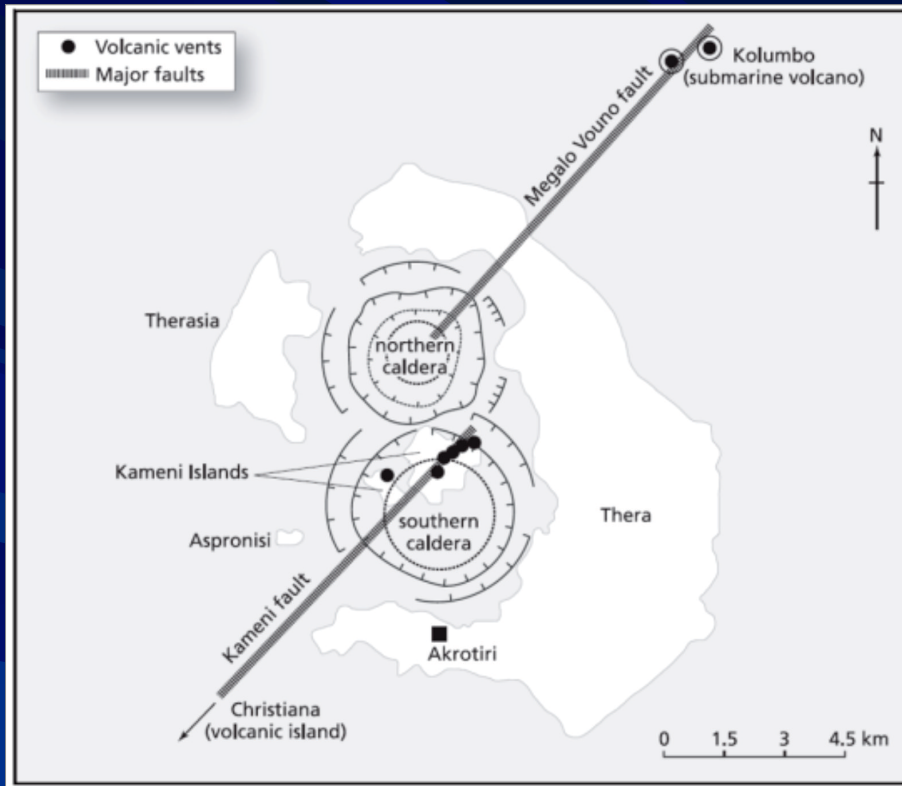 Volcanic vents
Major faults
Kolumbo
(submarine volcano)
Megalo Vouno fault
N
Therasia
northern
caldera
Kameni Islands
southern
caldera
Thera
Aspronisi
Kameni fault
Akrotiri
Christiana
(volcanic island)
0 1.5 3 4.5 km